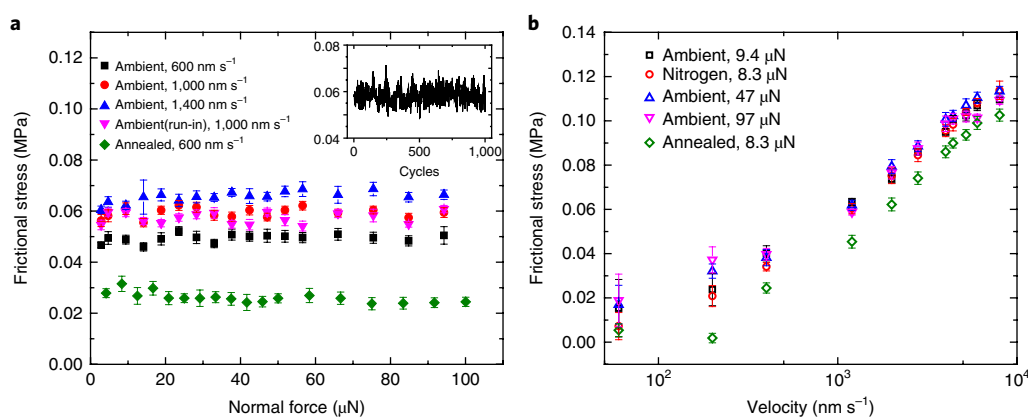 a
0.12
0.10
0.08
0.06
0.04
0.02
0.00
Frictional stress (MPa)
Ambient, 600 nm s⁻¹
Ambient, 1,000 nm s⁻¹
Ambient, 1,400 nm s⁻¹
Ambient(run-in), 1,000 nm s⁻¹
Annealed, 600 nm s⁻¹
0.08
0.06
0.04
0 500 1,000
Cycles
0 20 40 60 80 100
Normal force (μN)
b
0.14
0.12
0.10
0.08
0.06
0.04
0.02
0.00
Frictional stress (MPa)
Ambient, 9.4 μN
Nitrogen, 8.3 μN
Ambient, 47 μN
Ambient, 97 μN
Annealed, 8.3 μN
10² 10³ 10⁴
Velocity (nm s⁻¹)